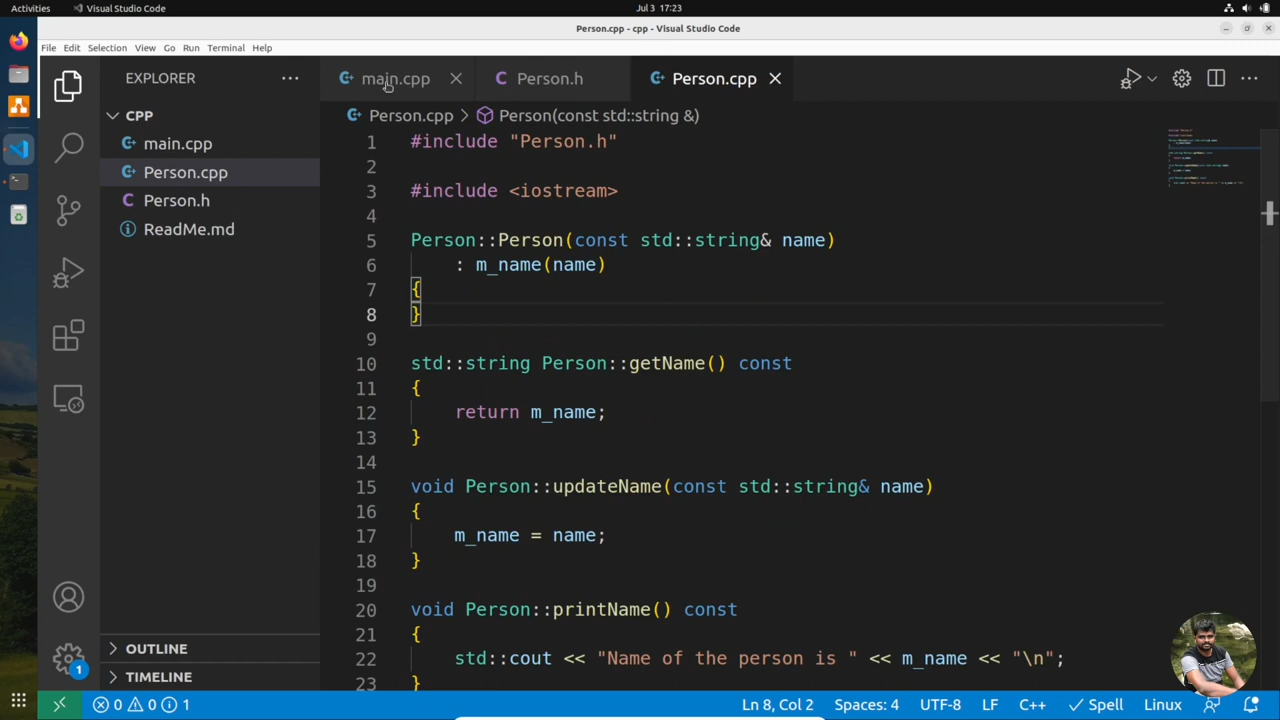 Activities Visual Studio Code Jul 3 17:23
Person.cpp - cpp - Visual Studio Code
File Edit Selection View Go Run Terminal Help
EXPLORER
main.cpp
Person.h
Person.cpp
CPP
Person.cpp > Person(const std::string &)
main.cpp
Person.cpp
Person.h
ReadMe.md
OUTLINE
TIMELINE
1 #include "Person.h"
2
3 #include <iostream>
4
5 Person::Person(const std::string& name)
6 : m_name(name)
7 {
8 }
9
10 std::string Person::getName() const
11 {
12 return m_name;
13 }
14
15 void Person::updateName(const std::string& name)
16 {
17 m_name = name;
18 }
19
20 void Person::printName() const
21 {
22 std::cout << "Name of the person is " << m_name << "\n";
23 }
1
0 0 1 Ln 8, Col 2 Spaces: 4 UTF-8 LF C++ Spell Linux